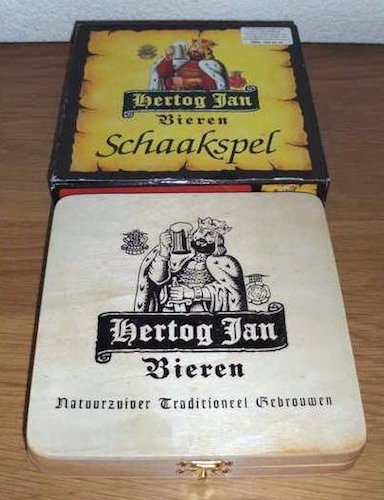 Hertog Jan
Bieren
Schaakspel
Hertog Jan
Bieren
Natuurzuiver Traditioneel Gebrouwen